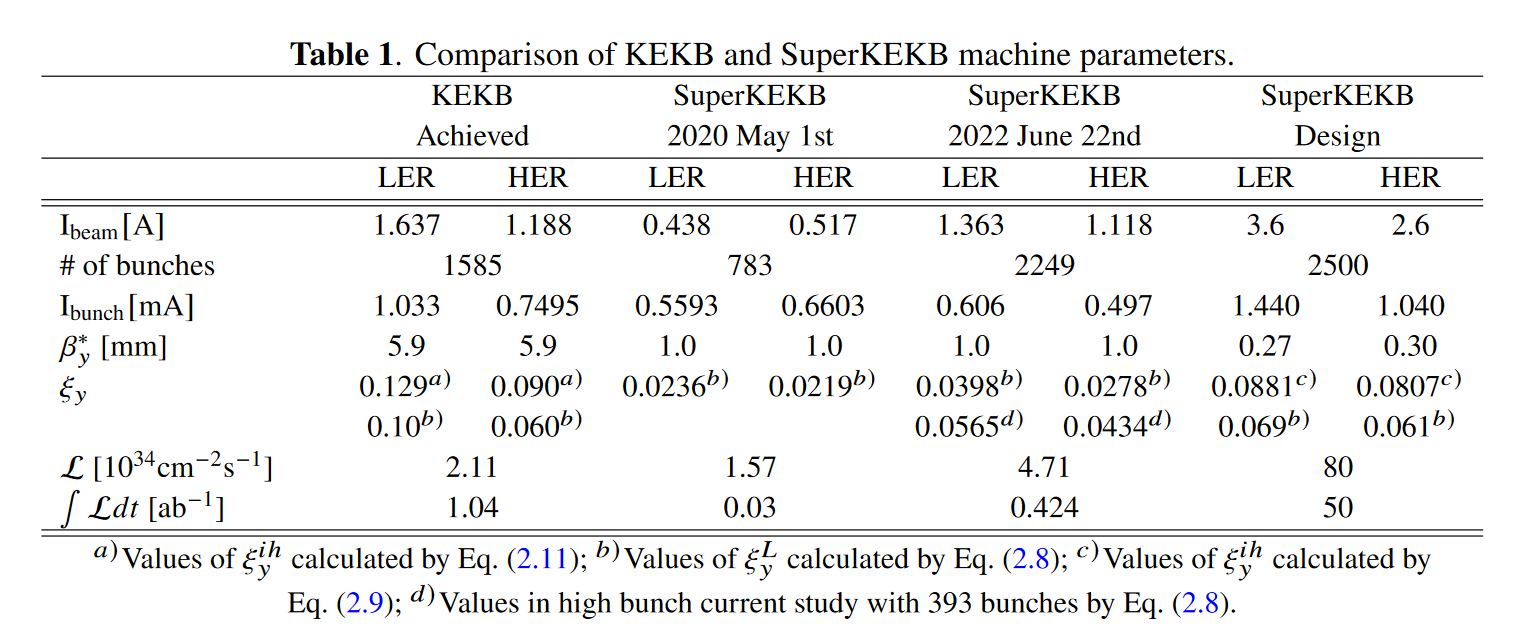 Table 1. Comparison of KEKB and SuperKEKB machine parameters.
KEKB SuperKEKB SuperKEKB SuperKEKB
Achieved 2020 May 1st 2022 June 22nd Design
LER HER LER HER LER HER LER HER
I_beam [A] 1.637 1.188 0.438 0.517 1.363 1.118 3.6 2.6
# of bunches 1585 783 2249 2500
I_bunch [mA] 1.033 0.7495 0.5593 0.6603 0.606 0.497 1.440 1.040
β*_y [mm] 5.9 5.9 1.0 1.0 1.0 1.0 0.27 0.30
ξ_y 0.129^a) 0.090^a) 0.0236^b) 0.0219^b) 0.0398^b) 0.0278^b) 0.0881^c) 0.0807^c)
0.10^b) 0.060^b) 0.0565^d) 0.0434^d) 0.069^b) 0.061^b)
ℒ [10^34 cm^−2 s^−1] 2.11 1.57 4.71 80
∫ ℒdt [ab^−1] 1.04 0.03 0.424 50
^a) Values of ξ_y^ih calculated by Eq. (2.11); ^b) Values of ξ_y^L calculated by Eq. (2.8); ^c) Values of ξ_y^ih calculated by
Eq. (2.9); ^d) Values in high bunch current study with 393 bunches by Eq. (2.8).